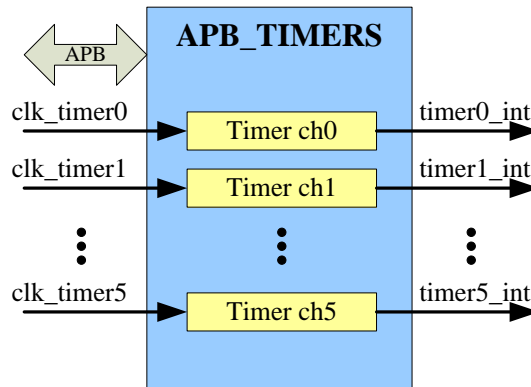 APB_TIMERS
APB
clk_timer0
Timer ch0
timer0_int
clk_timer1
Timer ch1
timer1_int
clk_timer5
Timer ch5
timer5_int